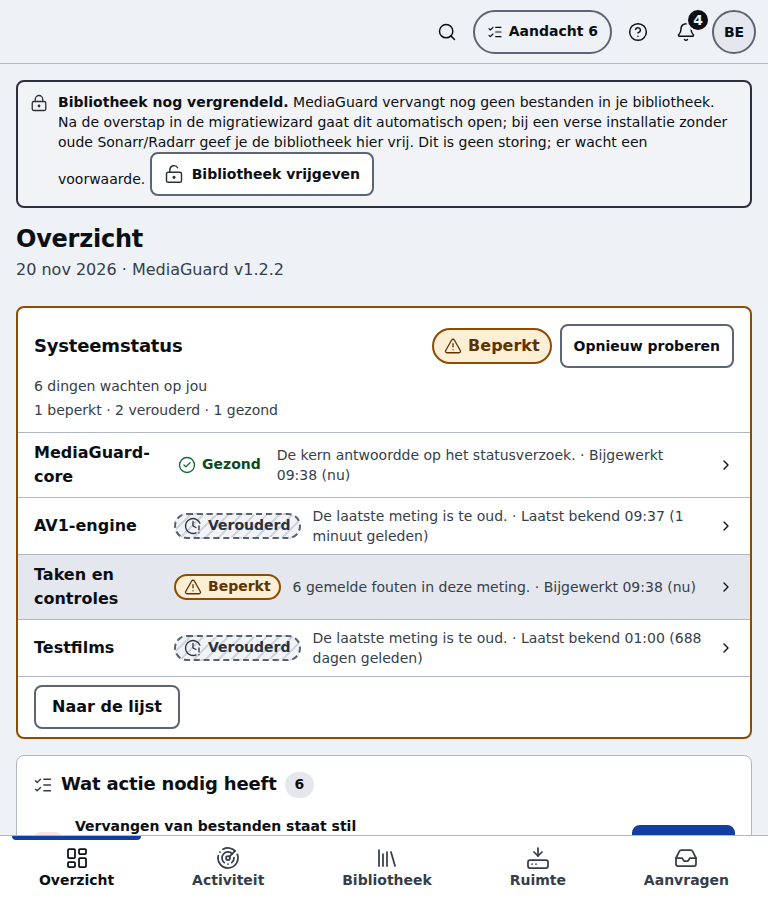 Aandacht 6
4
BE
Bibliotheek nog vergrendeld. MediaGuard vervangt nog geen bestanden in je bibliotheek.
Na de overstap in de migratiewizard gaat dit automatisch open; bij een verse installatie zonder
oude Sonarr/Radarr geef je de bibliotheek hier vrij. Dit is geen storing; er wacht een
voorwaarde. Bibliotheek vrijgeven
Overzicht
20 nov 2026 · MediaGuard v1.2.2
Systeemstatus
Beperkt
Opnieuw proberen
6 dingen wachten op jou
1 beperkt · 2 verouderd · 1 gezond
MediaGuard-
core
Gezond
De kern antwoordde op het statusverzoek. · Bijgewerkt
09:38 (nu)
AV1-engine
Verouderd
De laatste meting is te oud. · Laatst bekend 09:37 (1
minuut geleden)
Taken en
controles
Beperkt
6 gemelde fouten in deze meting. · Bijgewerkt 09:38 (nu)
Testfilms
Verouderd
De laatste meting is te oud. · Laatst bekend 01:00 (688
dagen geleden)
Naar de lijst
Wat actie nodig heeft 6
Vervangen van bestanden staat stil
Overzicht
Activiteit
Bibliotheek
Ruimte
Aanvragen